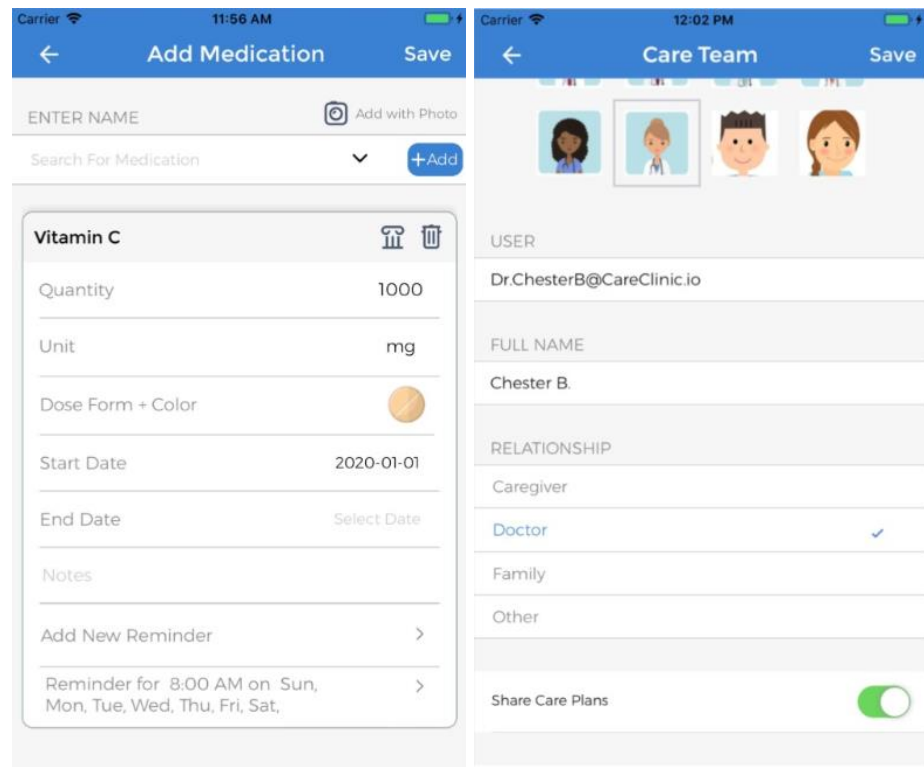 Carrier 11:56 AM
Add Medication Save
ENTER NAME Add with Photo
Search For Medication +Add
Vitamin C
Quantity 1000
Unit mg
Dose Form + Color
Start Date 2020-01-01
End Date Select Date
Notes
Add New Reminder
Reminder for 8:00 AM on Sun,
Mon, Tue, Wed, Thu, Fri, Sat,
Carrier 12:02 PM
Care Team Save
USER
Dr.ChesterB@CareClinic.io
FULL NAME
Chester B.
RELATIONSHIP
Caregiver
Doctor
Family
Other
Share Care Plans